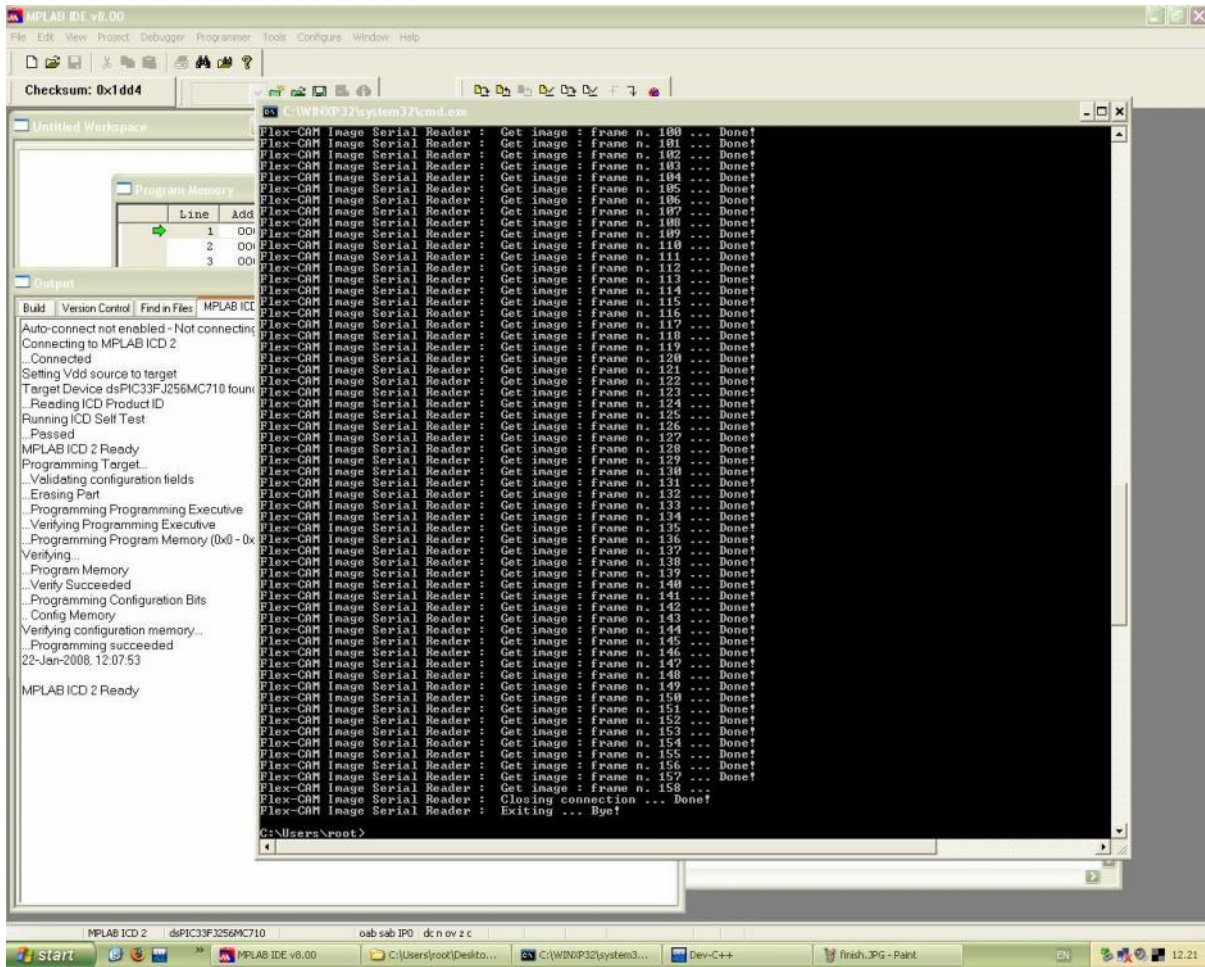 MPLAB IDE v8.00
File Edit View Project Debugger Programmer Tools Configure Window Help
Checksum: 0x1dd4
Untitled Workspace
Program Memory
Line Add
1 00
2 00
3 00
Output
Build Version Control Find in Files MPLAB ICD
Auto-connect not enabled - Not connecting
Connecting to MPLAB ICD 2
...Connected
Setting Vdd source to target
Target Device dsPIC33FJ256MC710 foun
...Reading ICD Product ID
Running ICD Self Test
...Passed
MPLAB ICD 2 Ready
Programming Target...
...Validating configuration fields
...Erasing Part
...Programming Programming Executive
...Verifying Programming Executive
...Programming Program Memory (0x0 - 0x
Verifying...
...Program Memory
...Verify Succeeded
...Programming Configuration Bits
.. Config Memory
Verifying configuration memory...
...Programming succeeded
22-Jan-2008, 12:07:53
MPLAB ICD 2 Ready
C:\WINXP32\system32\cmd.exe
Flex-CAM Image Serial Reader : Get image : frame n. 100 ... Done!
Flex-CAM Image Serial Reader : Get image : frame n. 101 ... Done!
Flex-CAM Image Serial Reader : Get image : frame n. 102 ... Done!
Flex-CAM Image Serial Reader : Get image : frame n. 103 ... Done!
Flex-CAM Image Serial Reader : Get image : frame n. 104 ... Done!
Flex-CAM Image Serial Reader : Get image : frame n. 105 ... Done!
Flex-CAM Image Serial Reader : Get image : frame n. 106 ... Done!
Flex-CAM Image Serial Reader : Get image : frame n. 107 ... Done!
Flex-CAM Image Serial Reader : Get image : frame n. 108 ... Done!
Flex-CAM Image Serial Reader : Get image : frame n. 109 ... Done!
Flex-CAM Image Serial Reader : Get image : frame n. 110 ... Done!
Flex-CAM Image Serial Reader : Get image : frame n. 111 ... Done!
Flex-CAM Image Serial Reader : Get image : frame n. 112 ... Done!
Flex-CAM Image Serial Reader : Get image : frame n. 113 ... Done!
Flex-CAM Image Serial Reader : Get image : frame n. 114 ... Done!
Flex-CAM Image Serial Reader : Get image : frame n. 115 ... Done!
Flex-CAM Image Serial Reader : Get image : frame n. 116 ... Done!
Flex-CAM Image Serial Reader : Get image : frame n. 117 ... Done!
Flex-CAM Image Serial Reader : Get image : frame n. 118 ... Done!
Flex-CAM Image Serial Reader : Get image : frame n. 119 ... Done!
Flex-CAM Image Serial Reader : Get image : frame n. 120 ... Done!
Flex-CAM Image Serial Reader : Get image : frame n. 121 ... Done!
Flex-CAM Image Serial Reader : Get image : frame n. 122 ... Done!
Flex-CAM Image Serial Reader : Get image : frame n. 123 ... Done!
Flex-CAM Image Serial Reader : Get image : frame n. 124 ... Done!
Flex-CAM Image Serial Reader : Get image : frame n. 125 ... Done!
Flex-CAM Image Serial Reader : Get image : frame n. 126 ... Done!
Flex-CAM Image Serial Reader : Get image : frame n. 127 ... Done!
Flex-CAM Image Serial Reader : Get image : frame n. 128 ... Done!
Flex-CAM Image Serial Reader : Get image : frame n. 129 ... Done!
Flex-CAM Image Serial Reader : Get image : frame n. 130 ... Done!
Flex-CAM Image Serial Reader : Get image : frame n. 131 ... Done!
Flex-CAM Image Serial Reader : Get image : frame n. 132 ... Done!
Flex-CAM Image Serial Reader : Get image : frame n. 133 ... Done!
Flex-CAM Image Serial Reader : Get image : frame n. 134 ... Done!
Flex-CAM Image Serial Reader : Get image : frame n. 135 ... Done!
Flex-CAM Image Serial Reader : Get image : frame n. 136 ... Done!
Flex-CAM Image Serial Reader : Get image : frame n. 137 ... Done!
Flex-CAM Image Serial Reader : Get image : frame n. 138 ... Done!
Flex-CAM Image Serial Reader : Get image : frame n. 139 ... Done!
Flex-CAM Image Serial Reader : Get image : frame n. 140 ... Done!
Flex-CAM Image Serial Reader : Get image : frame n. 141 ... Done!
Flex-CAM Image Serial Reader : Get image : frame n. 142 ... Done!
Flex-CAM Image Serial Reader : Get image : frame n. 143 ... Done!
Flex-CAM Image Serial Reader : Get image : frame n. 144 ... Done!
Flex-CAM Image Serial Reader : Get image : frame n. 145 ... Done!
Flex-CAM Image Serial Reader : Get image : frame n. 146 ... Done!
Flex-CAM Image Serial Reader : Get image : frame n. 147 ... Done!
Flex-CAM Image Serial Reader : Get image : frame n. 148 ... Done!
Flex-CAM Image Serial Reader : Get image : frame n. 149 ... Done!
Flex-CAM Image Serial Reader : Get image : frame n. 150 ... Done!
Flex-CAM Image Serial Reader : Get image : frame n. 151 ... Done!
Flex-CAM Image Serial Reader : Get image : frame n. 152 ... Done!
Flex-CAM Image Serial Reader : Get image : frame n. 153 ... Done!
Flex-CAM Image Serial Reader : Get image : frame n. 154 ... Done!
Flex-CAM Image Serial Reader : Get image : frame n. 155 ... Done!
Flex-CAM Image Serial Reader : Get image : frame n. 156 ... Done!
Flex-CAM Image Serial Reader : Get image : frame n. 157 ... Done!
Flex-CAM Image Serial Reader : Get image : frame n. 158 ...
Flex-CAM Image Serial Reader : Closing connection ... Done!
Flex-CAM Image Serial Reader : Exiting ... Bye!
C:\Users\root>
MPLAB ICD 2 dsPIC33FJ256MC710 oab sab IP0 dc n ov z c
start MPLAB IDE v8.00 C:\Users\root\Deskto... C:\WINXP32\system3... Dev-C++ finish.JPG - Paint EN 12.21